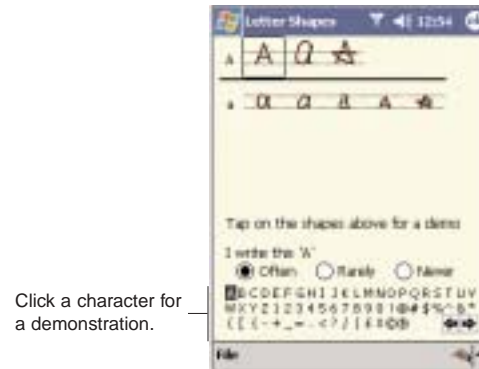 Letter Shapes 12:54
A A a
a a a a A
Tap on the shapes above for a demo
I write this 'A'
Often Rarely Never
Click a character for
a demonstration.
ABCDEFGHIJKLMNOPQRSTUV
WXYZ1234567890!@#$%^&*
File